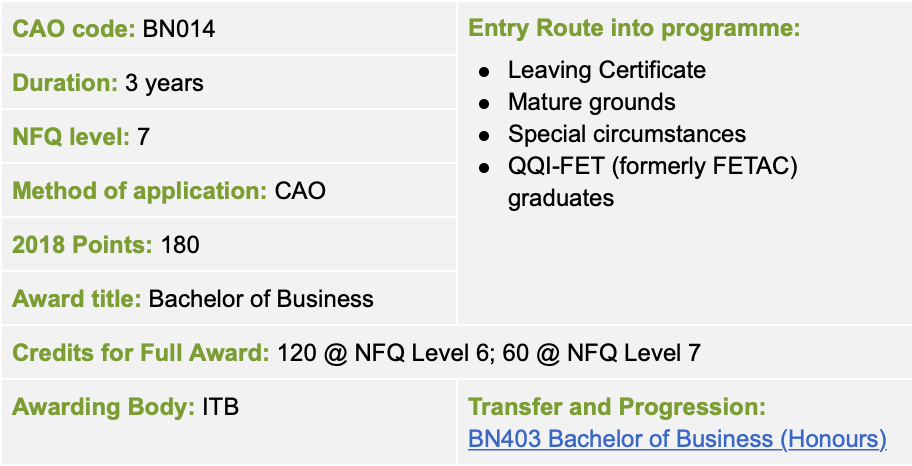 CAO code: BN014
Duration: 3 years
NFQ level: 7
Method of application: CAO
2018 Points: 180
Award title: Bachelor of Business
Entry Route into programme:
● Leaving Certificate
● Mature grounds
● Special circumstances
● QQI-FET (formerly FETAC)
graduates
Credits for Full Award: 120 @ NFQ Level 6; 60 @ NFQ Level 7
Awarding Body: ITB
Transfer and Progression:
BN403 Bachelor of Business (Honours)